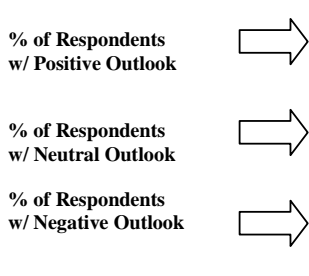 % of Respondents
w/ Positive Outlook
% of Respondents
w/ Neutral Outlook
% of Respondents
w/ Negative Outlook